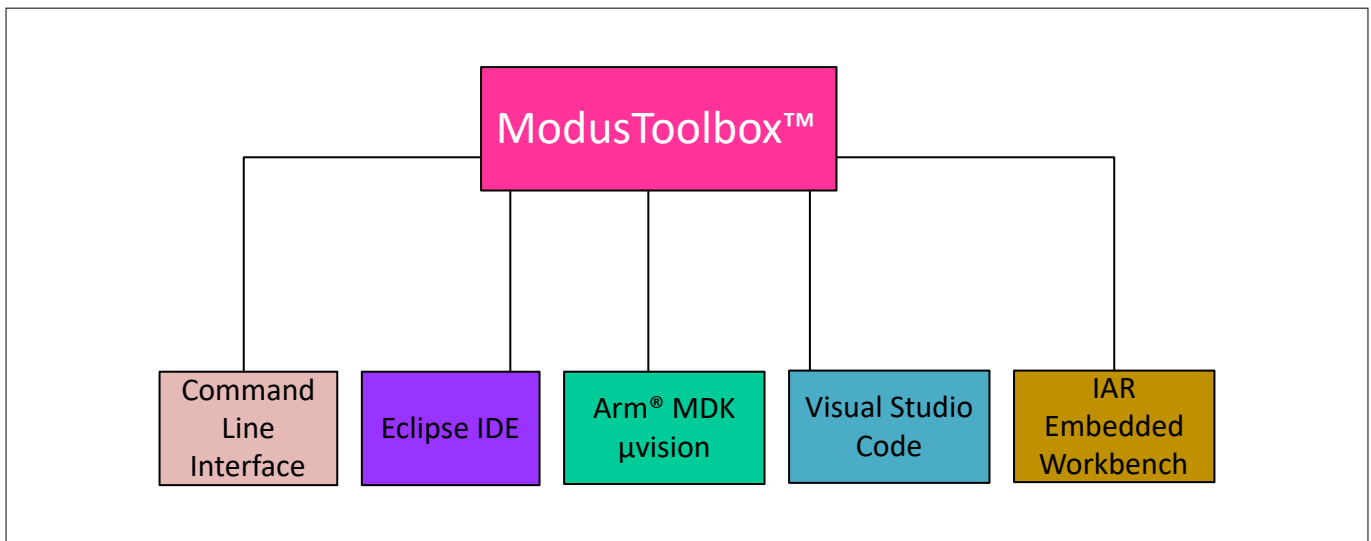 ModusToolbox™
Command
Line
Interface
Eclipse IDE
Arm® MDK
µvision
Visual Studio
Code
IAR
Embedded
Workbench